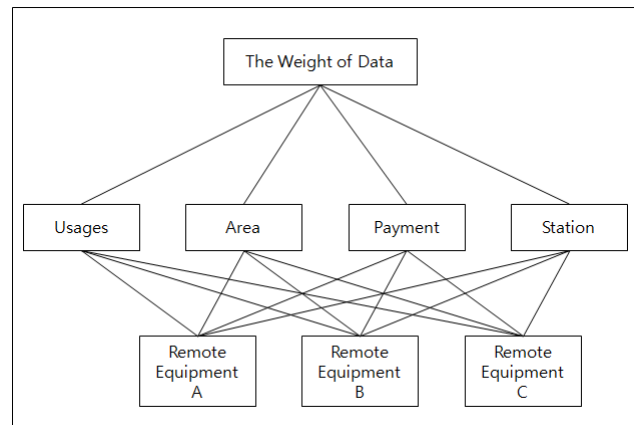 The Weight of Data
Usages
Area
Payment
Station
Remote
Equipment
A
Remote
Equipment
B
Remote
Equipment
C